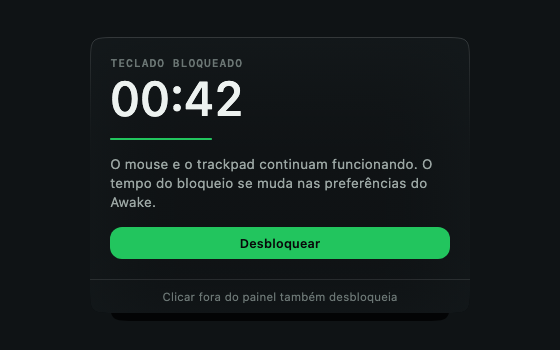 TECLADO BLOQUEADO
00:42
O mouse e o trackpad continuam funcionando. O
tempo do bloqueio se muda nas preferências do
Awake.
Desbloquear
Clicar fora do painel também desbloqueia